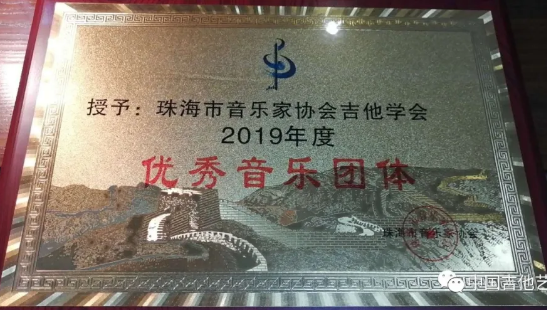 授予：珠海市音乐家协会吉他学会
2019年度
优秀音乐团体
珠海市音乐家协会
中国吉他艺